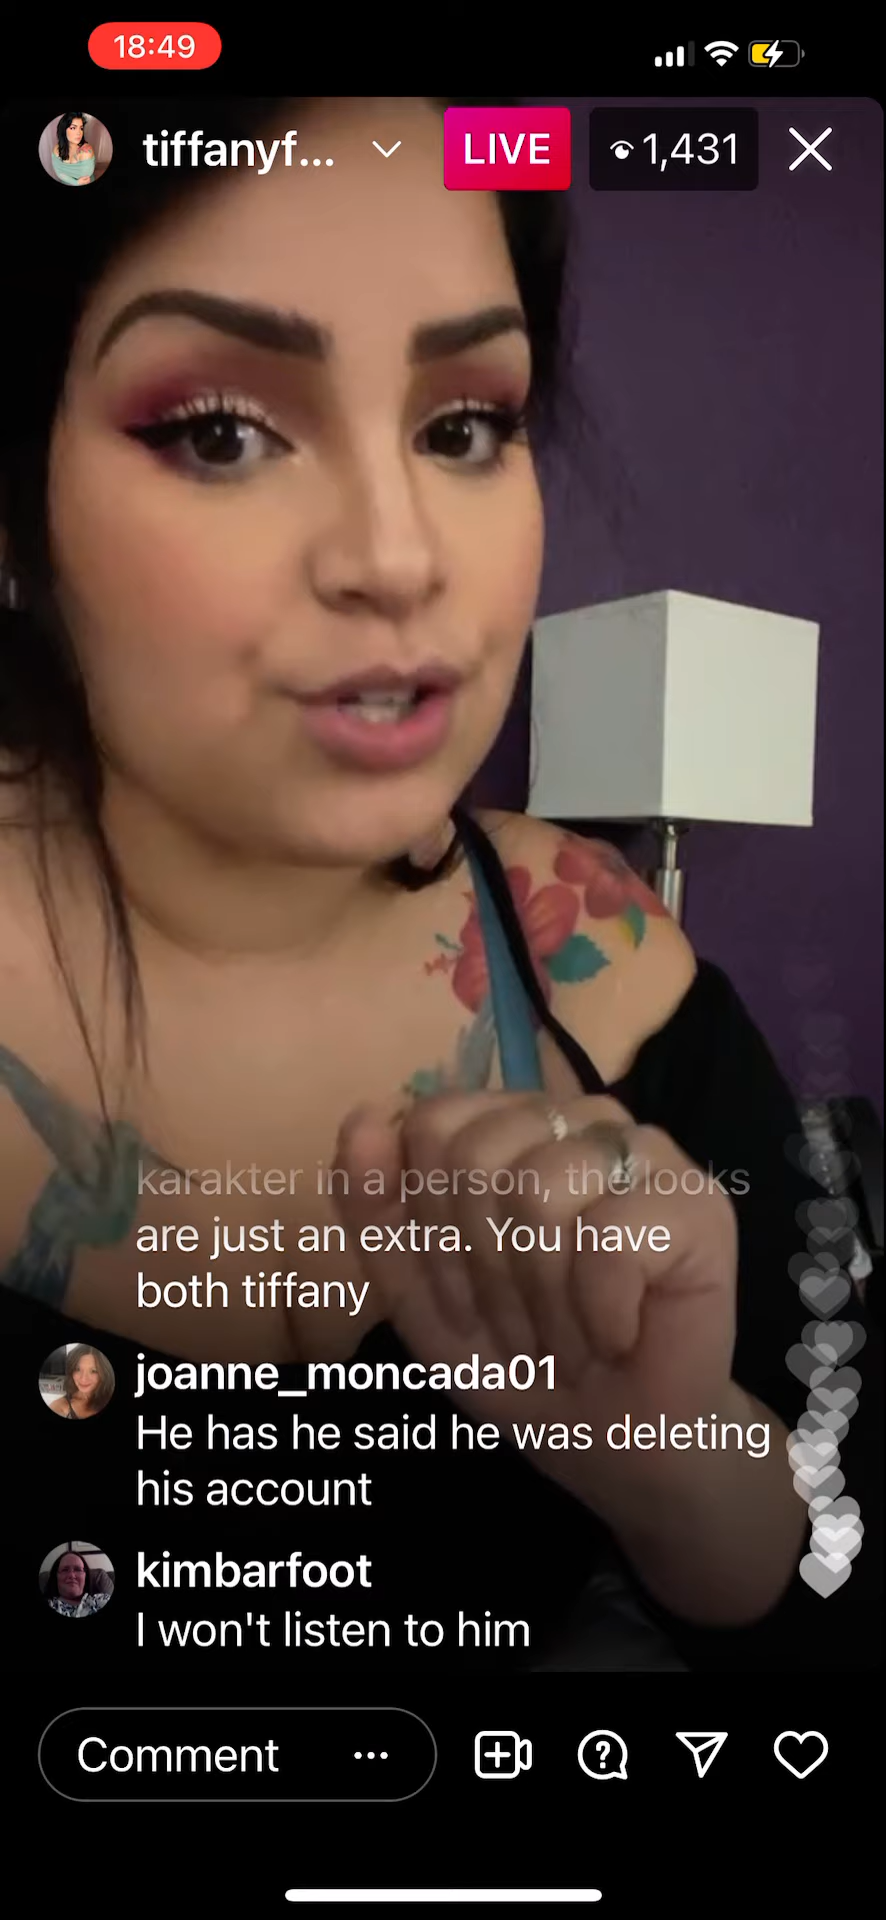 18:49
tiffanyf...
LIVE
1,431
karakter in a person, the looks
are just an extra. You have
both tiffany
joanne_moncada01
He has he said he was deleting
his account
kimbarfoot
I won't listen to him
Comment